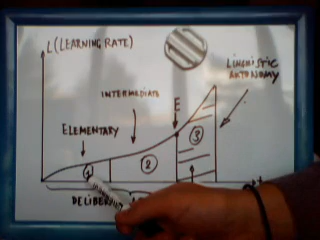 L(LEARNING RATE)
LINGUISTIC
AUTONOMY
INTERMEDIATE
E
ELEMENTARY
1
2
3